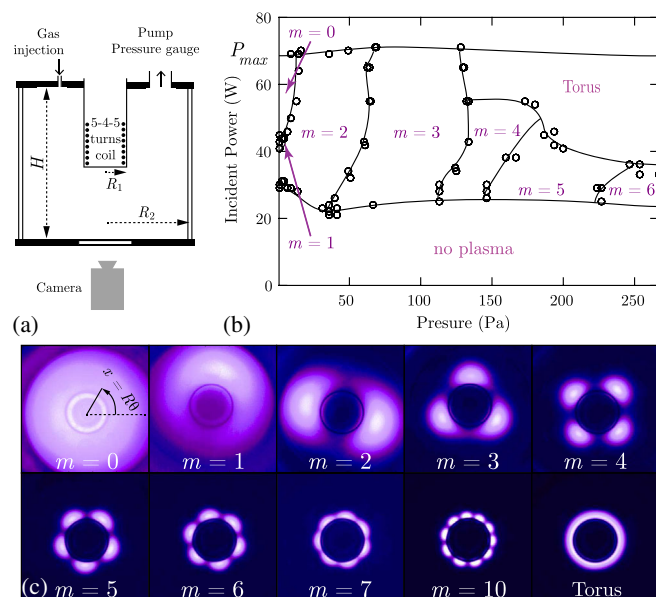 Gas
injection
Pump
Pressure gauge
5-4-5
turns
coil
H
R1
R2
Camera
(a)
80
60
40
20
0
50
100
150
200
250
Incident Power (W)
Presure (Pa)
Pmax
m = 0
m = 2
m = 3
m = 4
Torus
m = 5
m = 6
m = 1
no plasma
(b)
x = Rθ
m = 0
m = 1
m = 2
m = 3
m = 4
(c)
m = 5
m = 6
m = 7
m = 10
Torus